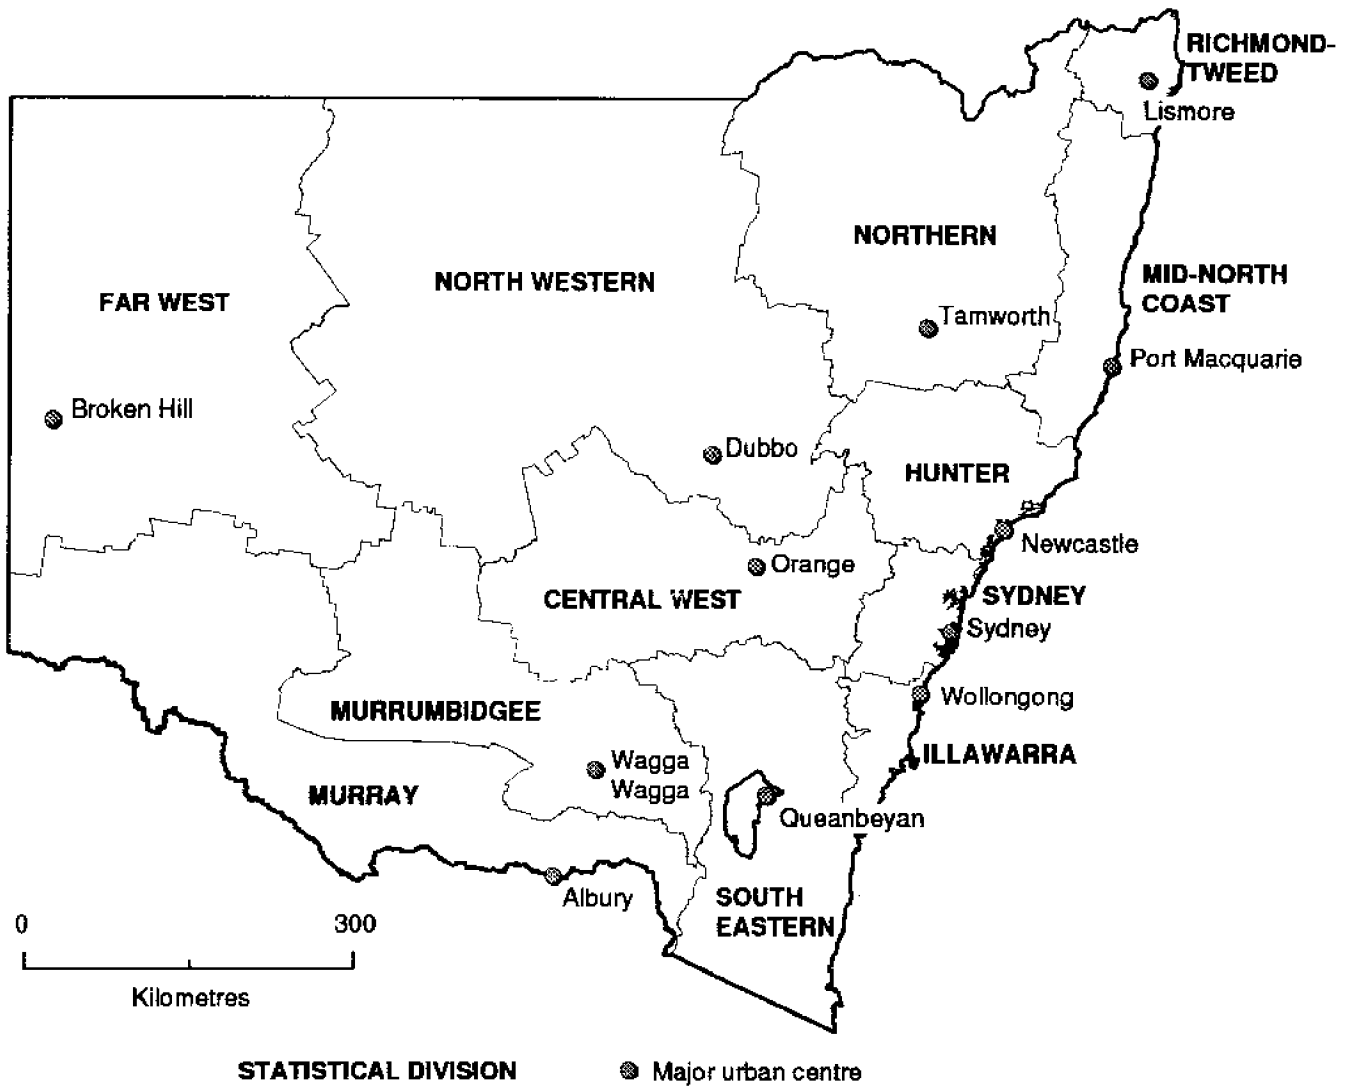 RICHMOND-
TWEED
Lismore
NORTHERN
MID-NORTH
COAST
NORTH WESTERN
FAR WEST
Tamworth
Port Macquarie
Broken Hill
Dubbo
HUNTER
Newcastle
Orange
CENTRAL WEST
SYDNEY
Sydney
Wollongong
MURRUMBIDGEE
ILLAWARRA
Wagga
Wagga
MURRAY
Queanbeyan
Albury
SOUTH
EASTERN
0 300
Kilometres
STATISTICAL DIVISION Major urban centre